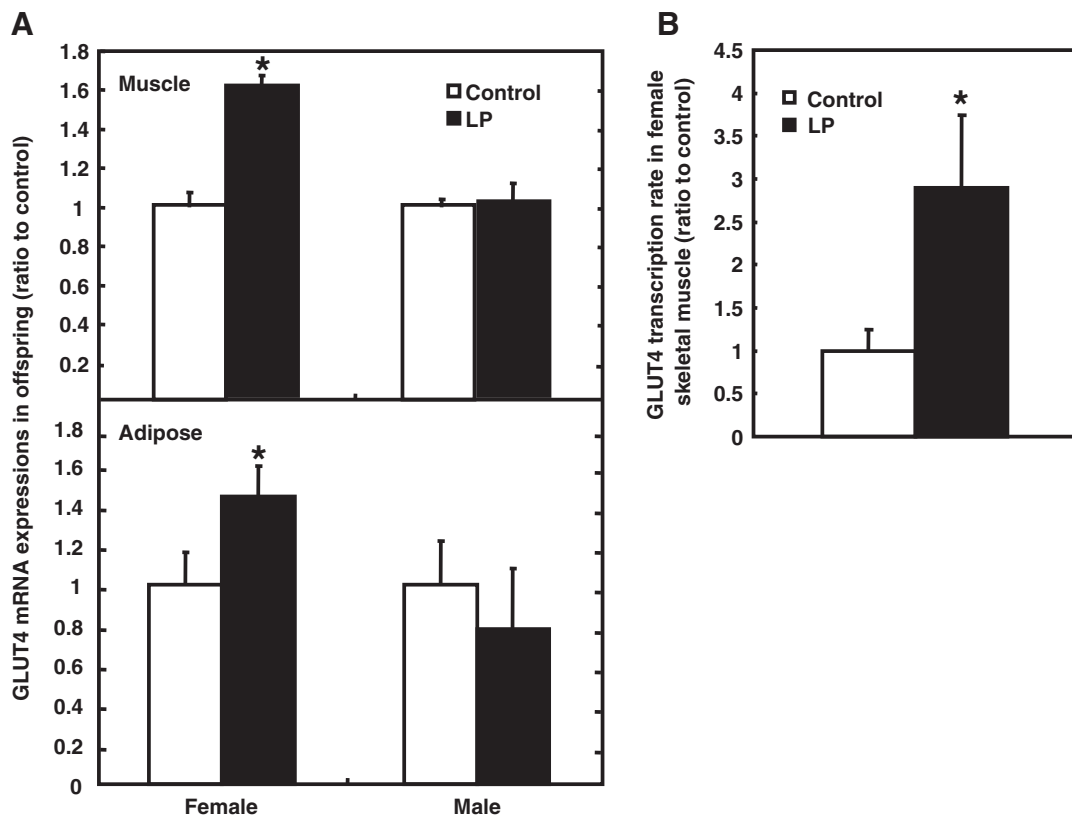 A
GLUT4 mRNA expressions in offspring (ratio to control)
1.8
1.6
1.4
1.2
1
0.8
0.6
0.4
0.2
Muscle
*
Control
LP
1.8
1.6
1.4
1.2
1
0.8
0.6
0.4
0.2
0
Adipose
*
Female
Male
B
GLUT4 transcription rate in female
skeletal muscle (ratio to control)
4.5
4
3.5
3
2.5
2
1.5
1
0.5
0
Control
LP
*